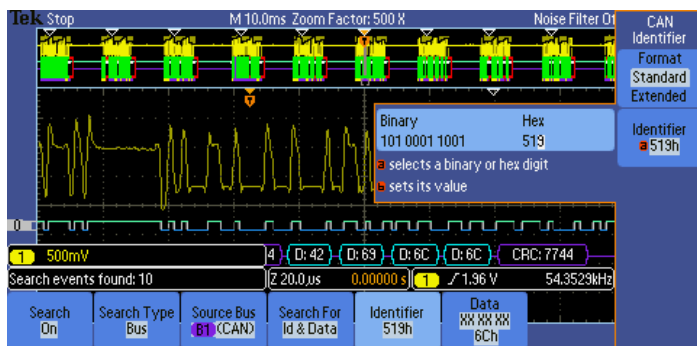 Tek Stop M 10.0ms Zoom Factor: 500 X Noise Filter Of
CAN
Identifier
Format
Standard
Extended
Identifier
a 519h
Binary Hex
101 0001 1001 519
a selects a binary or hex digit
b sets its value
1 500mV
4 D: 42 D: 69 D: 6C D: 6C CRC: 7744
Search events found: 10 Z 20.0µs 0.00000 s 1 1.96 V 54.3529kHz
Search
On
Search Type
Bus
Source Bus
B1 (CAN)
Search For
Id & Data
Identifier
519h
Data
XX XX XX
6Ch